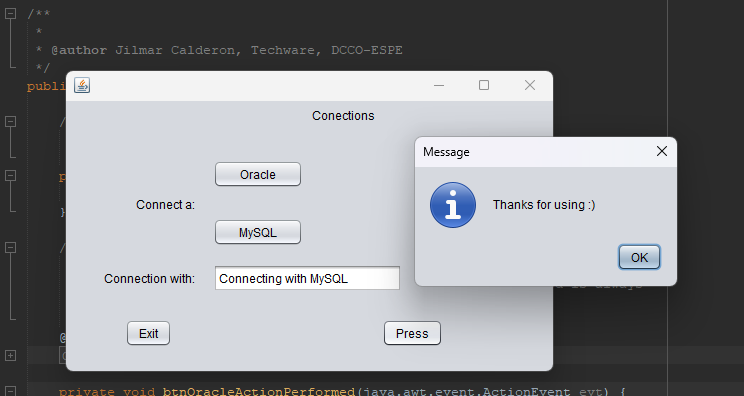 /**
*
* @author Jilmar Calderon, Techware, DCCO-ESPE
*/
publi
Conections
/
Message
Oracle
Thanks for using :)
Connect a:
}
MySQL
OK
/
Connection with:
Connecting with MySQL
always
@
Exit
Press
private void btnOracleActionPerformed(java.awt.event.ActionEvent evt) {